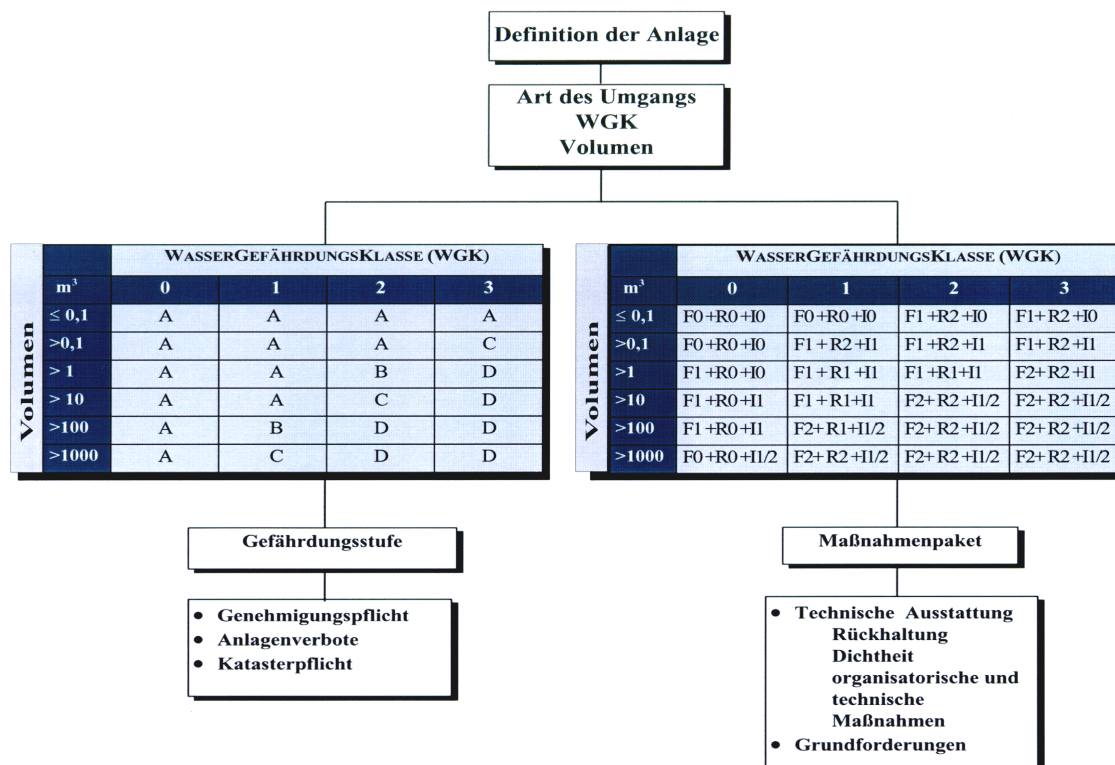 Definition der Anlage
Art des Umgangs
WGK
Volumen
Volumen
WASSERGEFÄHRDUNGSKLASSE (WGK)
m³ 0 1 2 3
≤ 0,1 A A A A
>0,1 A A A C
> 1 A A B D
> 10 A A C D
>100 A B D D
>1000 A C D D
Volumen
WASSERGEFÄHRDUNGSKLASSE (WGK)
m³ 0 1 2 3
≤ 0,1 F0+R0+I0 F0+R0+I0 F1+R2+I0 F1+R2+I0
>0,1 F0+R0+I0 F1+R2+I1 F1+R2+I1 F1+R2+I1
>1 F1+R0+I0 F1+R1+I1 F1+R1+I1 F2+R2+I1
>10 F1+R0+I1 F1+R1+I1 F2+R2+I1/2 F2+R2+I1/2
>100 F1+R0+I1 F2+R1+I1/2 F2+R2+I1/2 F2+R2+I1/2
>1000 F0+R0+I1/2 F2+R2+I1/2 F2+R2+I1/2 F2+R2+I1/2
Gefährdungsstufe
• Genehmigungspflicht
• Anlagenverbote
• Katasterpflicht
Maßnahmenpaket
• Technische Ausstattung
Rückhaltung
Dichtheit
organisatorische und
technische
Maßnahmen
• Grundforderungen